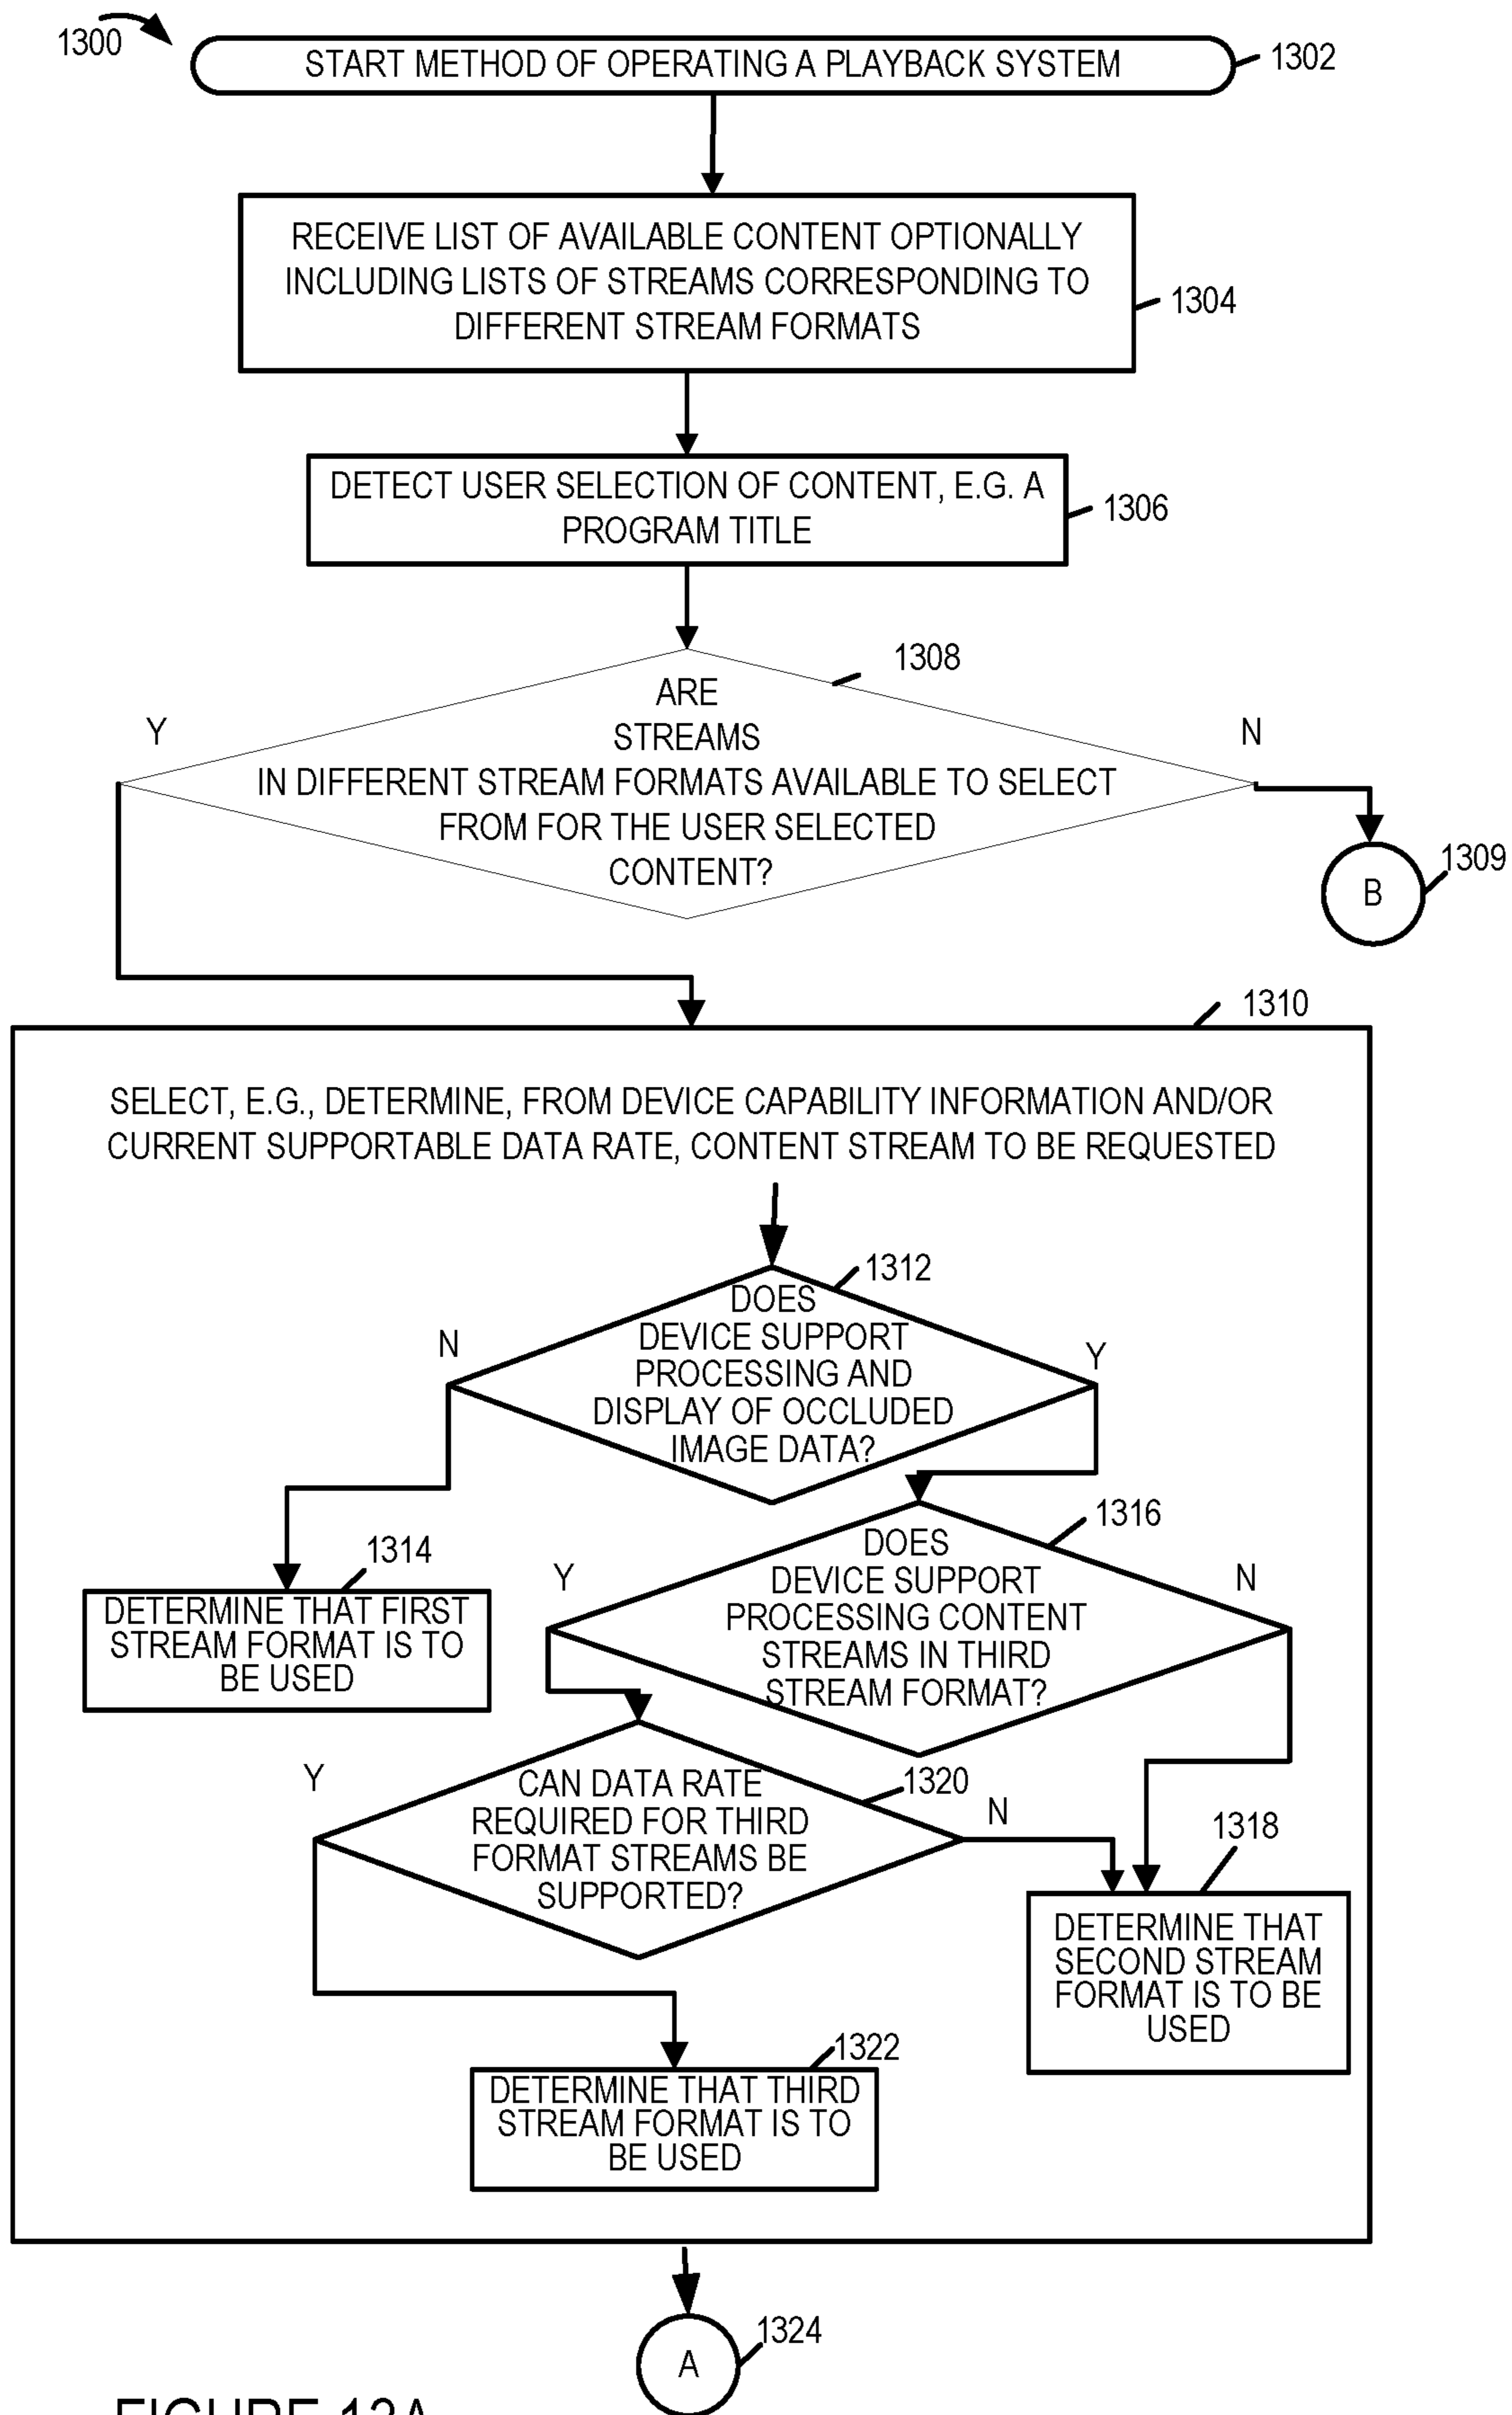 1300
START METHOD OF OPERATING A PLAYBACK SYSTEM
1302
RECEIVE LIST OF AVAILABLE CONTENT OPTIONALLY
INCLUDING LISTS OF STREAMS CORRESPONDING TO
DIFFERENT STREAM FORMATS
1304
DETECT USER SELECTION OF CONTENT, E.G. A
PROGRAM TITLE
1306
1308
ARE
STREAMS
IN DIFFERENT STREAM FORMATS AVAILABLE TO SELECT
FROM FOR THE USER SELECTED
CONTENT?
Y
N
B
1309
1310
SELECT, E.G., DETERMINE, FROM DEVICE CAPABILITY INFORMATION AND/OR
CURRENT SUPPORTABLE DATA RATE, CONTENT STREAM TO BE REQUESTED
1312
DOES
DEVICE SUPPORT
PROCESSING AND
DISPLAY OF OCCLUDED
IMAGE DATA?
N
Y
1314
DETERMINE THAT FIRST
STREAM FORMAT IS TO
BE USED
1316
DOES
DEVICE SUPPORT
PROCESSING CONTENT
STREAMS IN THIRD
STREAM FORMAT?
Y
N
1320
CAN DATA RATE
REQUIRED FOR THIRD
FORMAT STREAMS BE
SUPPORTED?
Y
N
1318
DETERMINE THAT
SECOND STREAM
FORMAT IS TO BE
USED
1322
DETERMINE THAT THIRD
STREAM FORMAT IS TO
BE USED
A
1324
FIGURE 13A